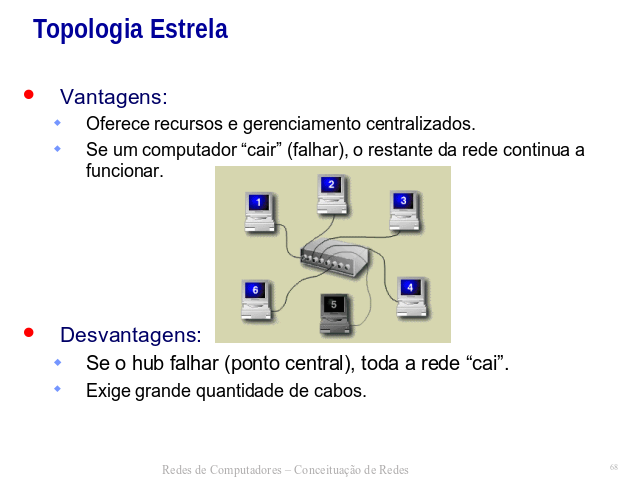 Topologia Estrela
Vantagens:
Oferece recursos e gerenciamento centralizados.
Se um computador “cair” (falhar), o restante da rede continua a
funcionar.
1
2
3
4
5
6
Desvantagens:
Se o hub falhar (ponto central), toda a rede “cai”.
Exige grande quantidade de cabos.
Redes de Computadores – Conceituação de Redes
68